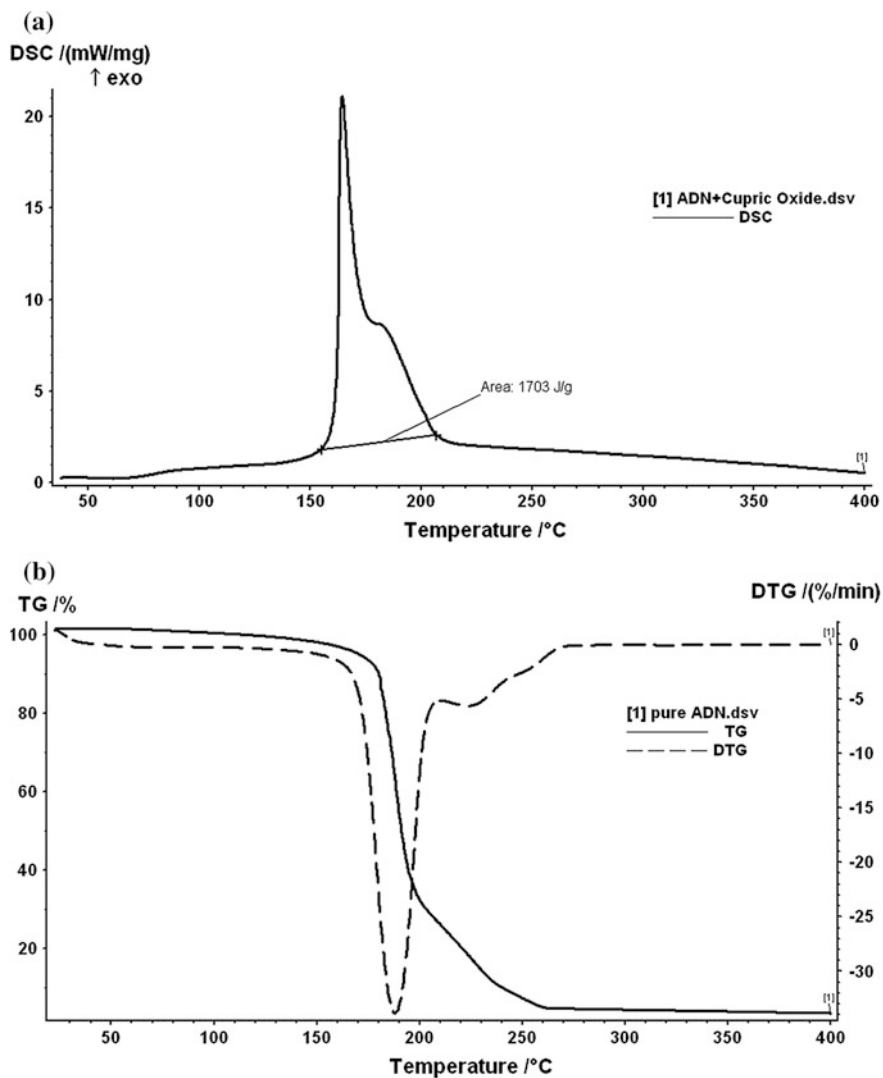 (a)
DSC /(mW/mg)
↑ exo
20
15
10
5
0
[1] ADN+Cupric Oxide.dsv
DSC
Area: 1703 J/g
[1]
50 100 150 200 250 300 350 400
Temperature /°C
(b)
TG /%
DTG /(%/min)
100
80
60
40
20
[1]
0
-5
-10
-15
-20
-25
-30
[1] pure ADN.dsv
TG
DTG
[1]
50 100 150 200 250 300 350 400
Temperature /°C